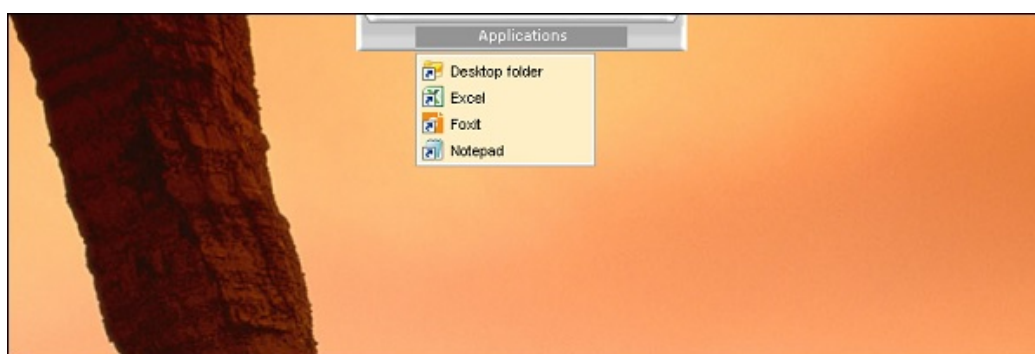 Applications
Desktop folder
Excel
Foxit
Notepad